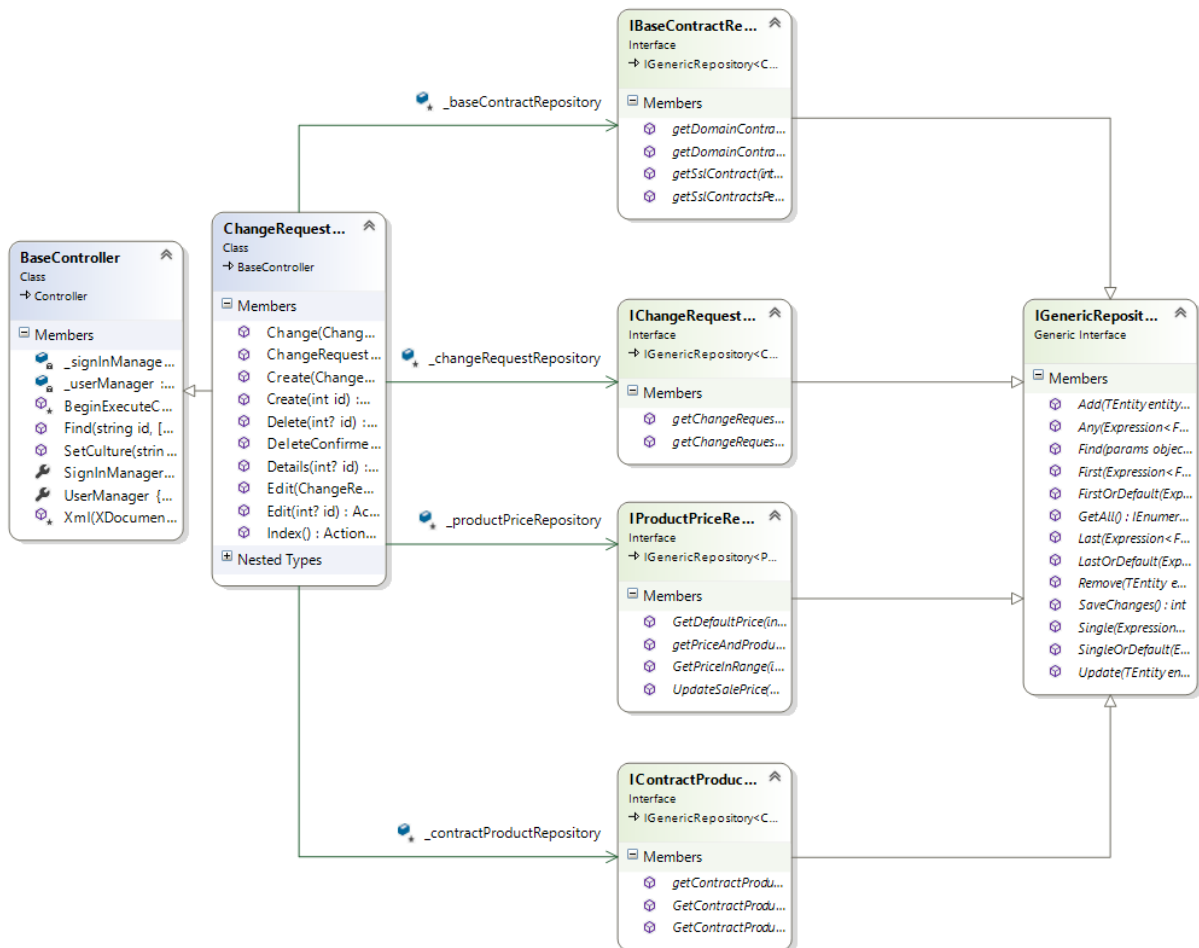 IBaseContractRe...
Interface
IGenericRepository<C...
Members
getDomainContra...
getDomainContra...
getSslContract(int...
getSslContractsPe...
_baseContractRepository
BaseController
Class
Controller
Members
_signInManage...
_userManager :...
BeginExecuteC...
Find(string id, [...
SetCulture(strin...
SignInManager...
UserManager {...
Xml(XDocumen...
ChangeRequest...
Class
BaseController
Members
Change(Chang...
ChangeRequest...
Create(Change...
Create(int id) :...
Delete(int? id) :...
DeleteConfirme...
Details(int? id) :...
Edit(ChangeRe...
Edit(int? id) : Ac...
Index() : Action...
Nested Types
_changeRequestRepository
IChangeRequest...
Interface
IGenericRepository<C...
Members
getChangeReques...
getChangeReques...
_productPriceRepository
IProductPriceRe...
Interface
IGenericRepository<P...
Members
GetDefaultPrice(in...
getPriceAndProdu...
GetPriceInRange(i...
UpdateSalePrice(...
_contractProductRepository
IContractProduc...
Interface
IGenericRepository<C...
Members
getContractProdu...
GetContractProdu...
GetContractProdu...
IGenericReposit...
Generic Interface
Members
Add(TEntity entity...
Any(Expression<F...
Find(params objec...
First(Expression<F...
FirstOrDefault(Exp...
GetAll() : IEnumer...
Last(Expression<F...
LastOrDefault(Exp...
Remove(TEntity e...
SaveChanges() : int
Single(Expression...
SingleOrDefault(E...
Update(TEntity en...